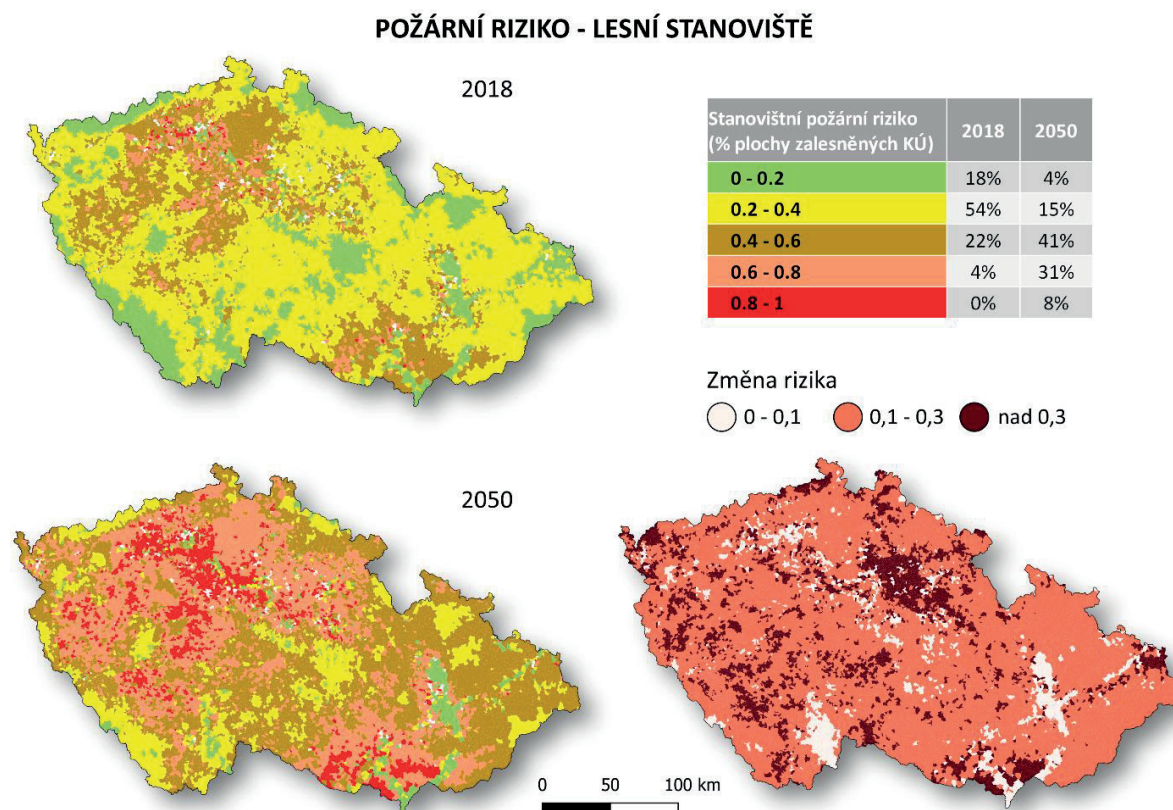 POŽÁRNÍ RIZIKO - LESNÍ STANOVIŠTĚ
2018
Stanovištní požární riziko
(% plochy zalesněných KÚ)
2018
2050
0 - 0.2
18%
4%
0.2 - 0.4
54%
15%
0.4 - 0.6
22%
41%
0.6 - 0.8
4%
31%
0.8 - 1
0%
8%
Změna rizika
0 - 0,1
0,1 - 0,3
nad 0,3
2050
0
50
100 km